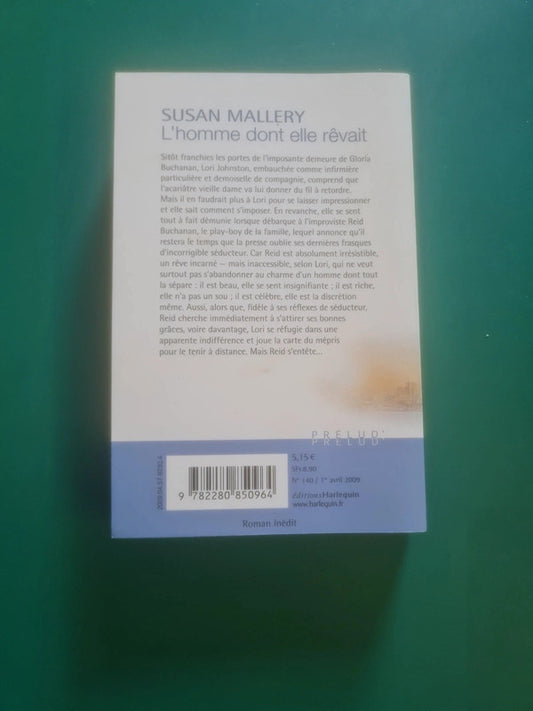 SUSAN MALLERY
L'homme dont elle rêvait
Sitôt franchies les portes de l'imposante demeure de Gloria
Buchanan, Lori Johnston, embauchée comme infirmière
particulière et demoiselle de compagnie, comprend que
l'acariâtre vieille dame va lui donner du fil à retordre.
Mais il en faudrait plus à Lori pour se laisser impressionner
et elle sait comment s'imposer. En revanche, elle se sent
tout à fait démunie lorsque débarque à l'improviste Reid
Buchanan, le play-boy de la famille, lequel annonce qu'il
restera le temps que la presse oublie ses dernières frasques
d'incorrigible séducteur. Car Reid est absolument irrésistible,
un rêve incarné — mais inaccessible, selon Lori, qui ne veut
surtout pas s'abandonner au charme d'un homme dont tout
la sépare : il est beau, elle se sent insignifiante ; il est riche,
elle n'a pas un sou ; il est célèbre, elle est la discrétion
même. Aussi, alors que, fidèle à ses réflexes de séducteur,
Reid cherche immédiatement à s'attirer ses bonnes
grâces, voire davantage, Lori se réfugie dans une
apparente indifférence et joue la carte du mépris
pour le tenir à distance. Mais Reid s'entête...
PRÉLUD'
PRÉLUD'
5,15 €
SFr.8.90
N° 140 / 1er avril 2009
éditions Harlequin
www.harlequin.fr
9 782280 850964
Roman inédit